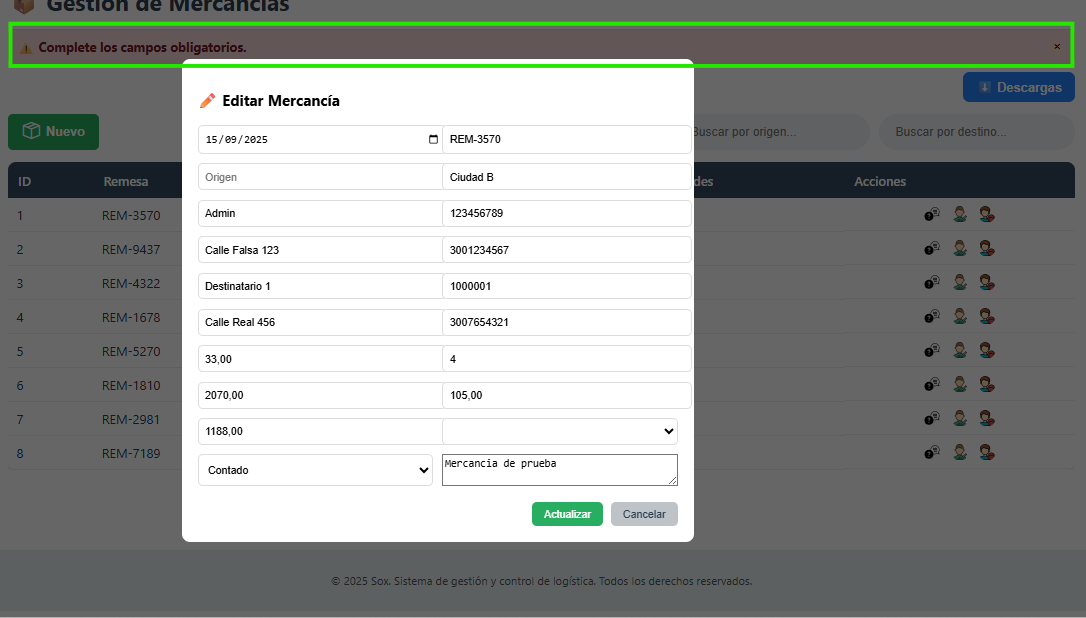 Gestión de Mercancías
Complete los campos obligatorios. ×
Descargas
Nuevo
Buscar por origen...
Buscar por destino...
ID Remesa des Acciones
1 REM-3570
2 REM-9437
3 REM-4322
4 REM-1678
5 REM-5270
6 REM-1810
7 REM-2981
8 REM-7189
Editar Mercancía
15/09/2025 REM-3570
Origen Ciudad B
Admin 123456789
Calle Falsa 123 3001234567
Destinatario 1 1000001
Calle Real 456 3007654321
33,00 4
2070,00 105,00
1188,00
Contado Mercancia de prueba
Actualizar Cancelar
© 2025 Sox. Sistema de gestión y control de logística. Todos los derechos reservados.